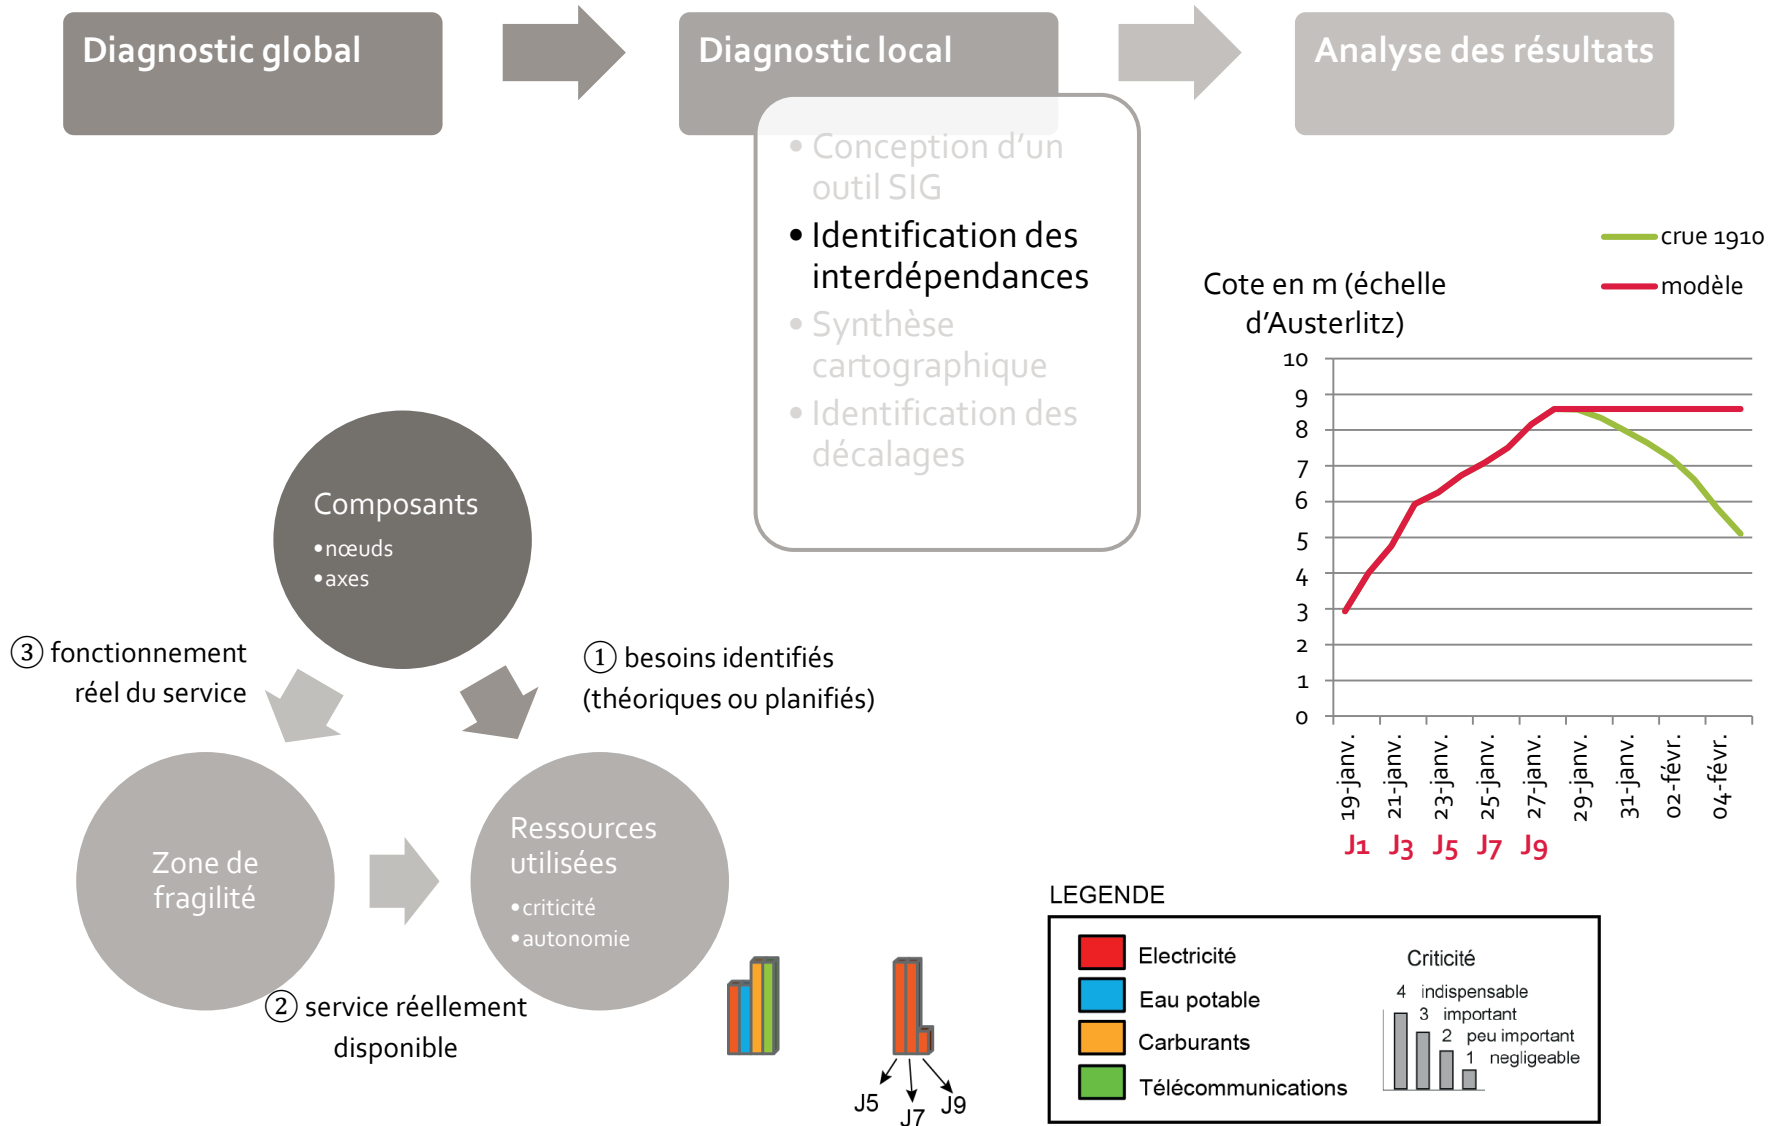 Diagnostic global
Diagnostic local
Analyse des résultats
• Conception d’un
outil SIG
• Identification des
interdépendances
• Synthèse
cartographique
• Identification des
décalages
Composants
•nœuds
•axes
③ fonctionnement
réel du service
① besoins identifiés
(théoriques ou planifiés)
Zone de
fragilité
Ressources
utilisées
•criticité
•autonomie
② service réellement
disponible
J5
J7
J9
crue 1910
modèle
Cote en m (échelle
d'Austerlitz)
10
9
8
7
6
5
4
3
2
1
0
19-janv.
21-janv.
23-janv.
25-janv.
27-janv.
29-janv.
31-janv.
02-févr.
04-févr.
J1 J3 J5 J7 J9
LEGENDE
Electricité
Eau potable
Carburants
Télécommunications
Criticité
4 indispensable
3 important
2 peu important
1 negligeable